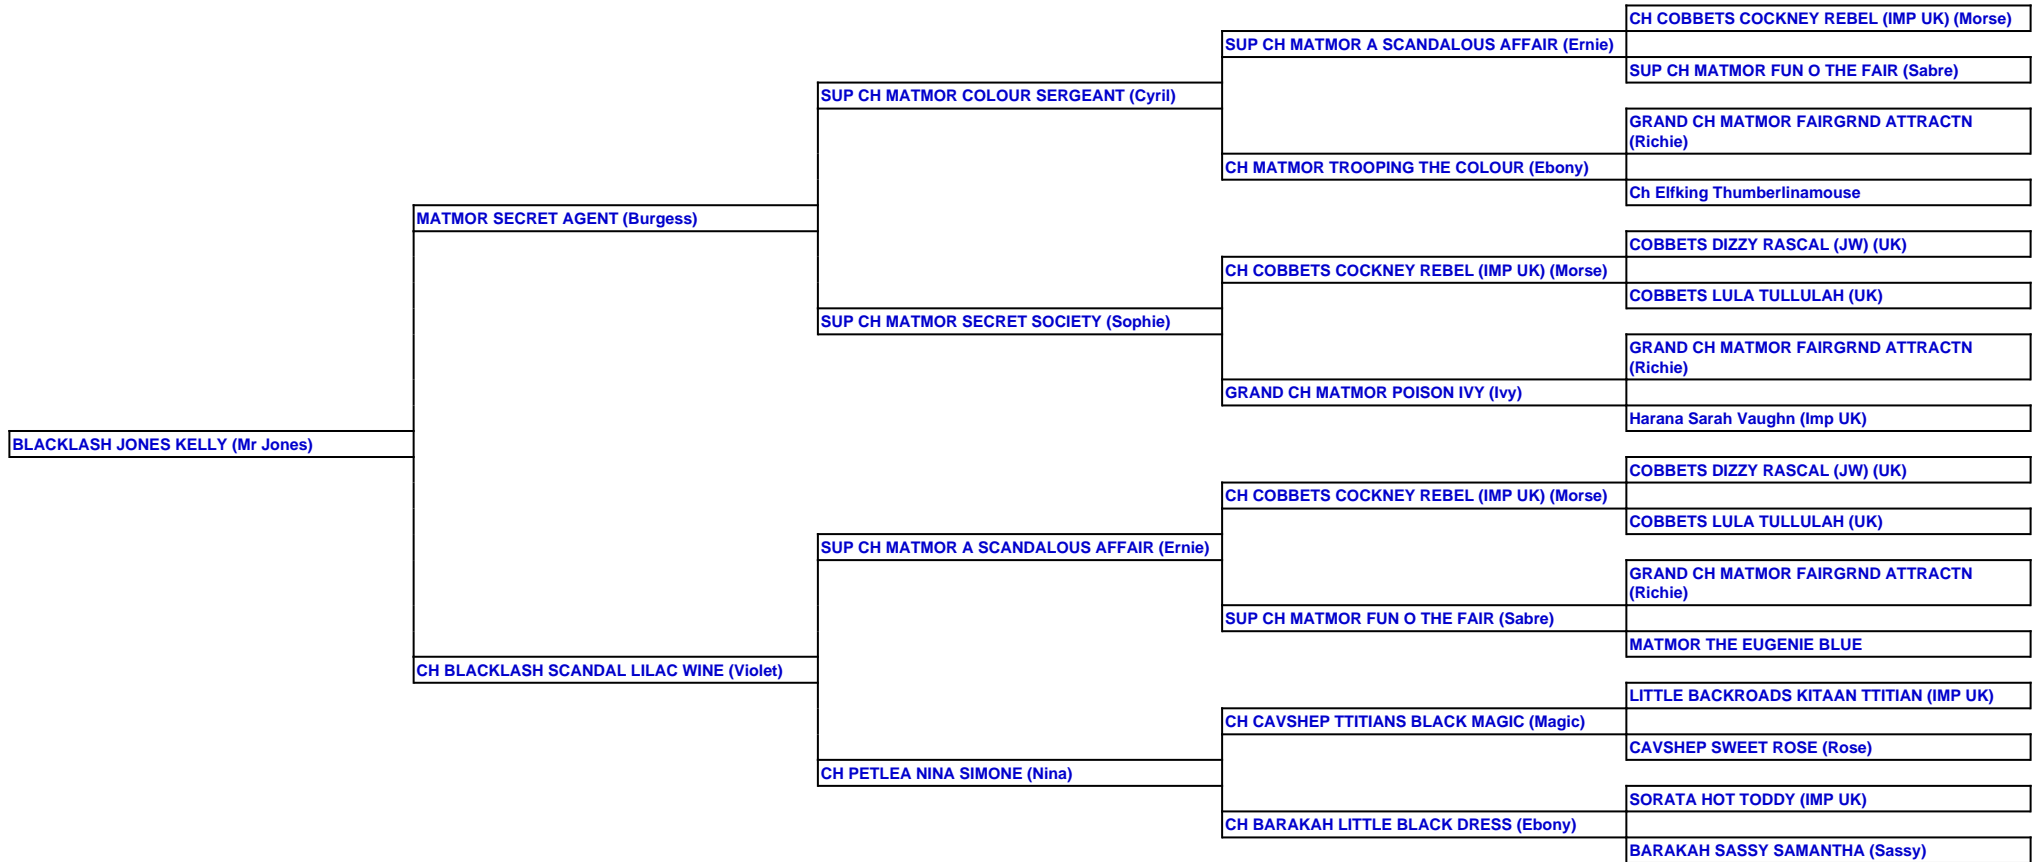 CH COBBETS COCKNEY REBEL (IMP UK) (Morse)
SUP CH MATMOR A SCANDALOUS AFFAIR (Ernie)
SUP CH MATMOR FUN O THE FAIR (Sabre)
SUP CH MATMOR COLOUR SERGEANT (Cyril)
GRAND CH MATMOR FAIRGRND ATTRACTN
(Richie)
CH MATMOR TROOPING THE COLOUR (Ebony)
Ch Elfking Thumberlinamouse
MATMOR SECRET AGENT (Burgess)
COBBETS DIZZY RASCAL (JW) (UK)
CH COBBETS COCKNEY REBEL (IMP UK) (Morse)
COBBETS LULA TULLULAH (UK)
SUP CH MATMOR SECRET SOCIETY (Sophie)
GRAND CH MATMOR FAIRGRND ATTRACTN
(Richie)
GRAND CH MATMOR POISON IVY (Ivy)
Harana Sarah Vaughn (Imp UK)
BLACKLASH JONES KELLY (Mr Jones)
COBBETS DIZZY RASCAL (JW) (UK)
CH COBBETS COCKNEY REBEL (IMP UK) (Morse)
COBBETS LULA TULLULAH (UK)
SUP CH MATMOR A SCANDALOUS AFFAIR (Ernie)
GRAND CH MATMOR FAIRGRND ATTRACTN
(Richie)
SUP CH MATMOR FUN O THE FAIR (Sabre)
MATMOR THE EUGENIE BLUE
CH BLACKLASH SCANDAL LILAC WINE (Violet)
LITTLE BACKROADS KITAAN TTITIAN (IMP UK)
CH CAVSHEP TTITIANS BLACK MAGIC (Magic)
CAVSHEP SWEET ROSE (Rose)
CH PETLEA NINA SIMONE (Nina)
SORATA HOT TODDY (IMP UK)
CH BARAKAH LITTLE BLACK DRESS (Ebony)
BARAKAH SASSY SAMANTHA (Sassy)